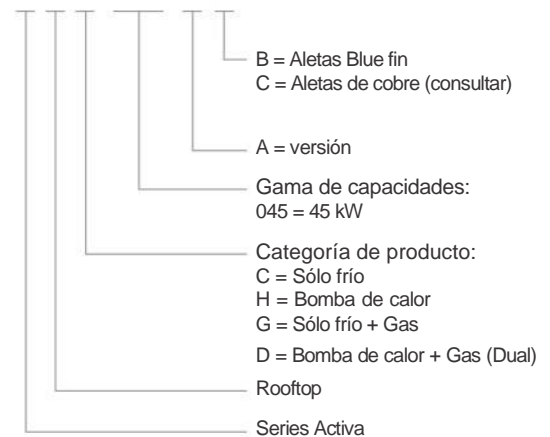 B = Aletas Blue fin
C = Aletas de cobre (consultar)
A = versión
Gama de capacidades:
045 = 45 kW
Categoría de producto:
C = Sólo frío
H = Bomba de calor
G = Sólo frío + Gas
D = Bomba de calor + Gas (Dual)
Rooftop
Series Activa